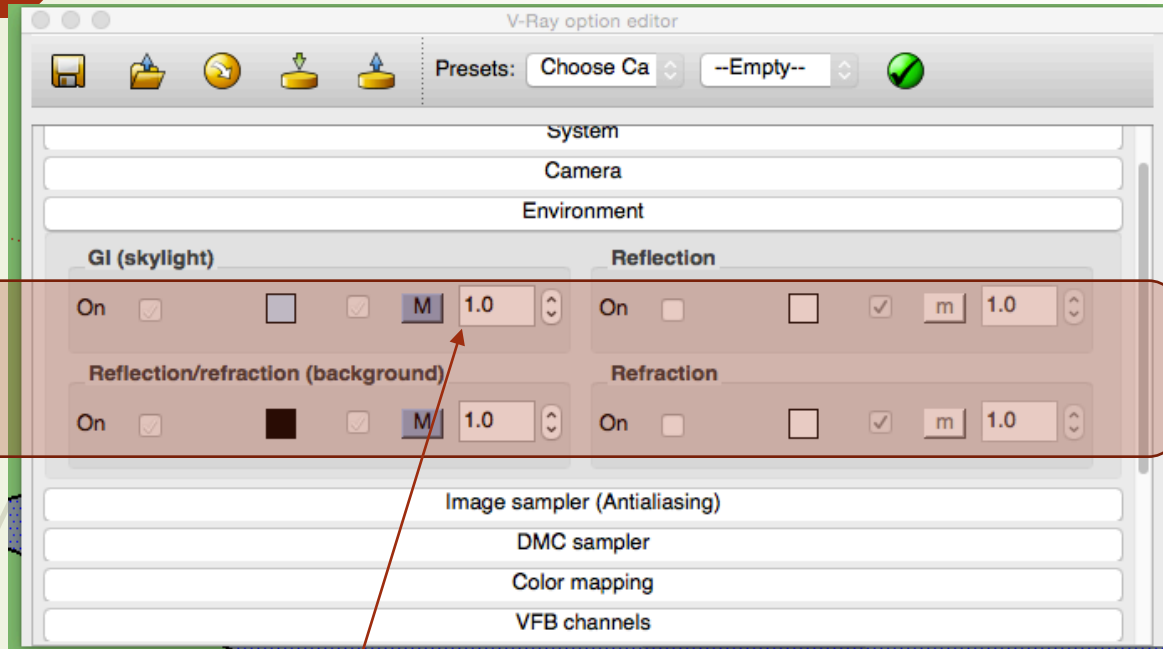 V-Ray option editor
Presets: Choose Ca --Empty--
System
Camera
Environment
GI (skylight) Reflection
On M 1.0 On m 1.0
Reflection/refraction (background) Refraction
On M 1.0 On m 1.0
Image sampler (Antialiasing)
DMC sampler
Color mapping
VFB channels